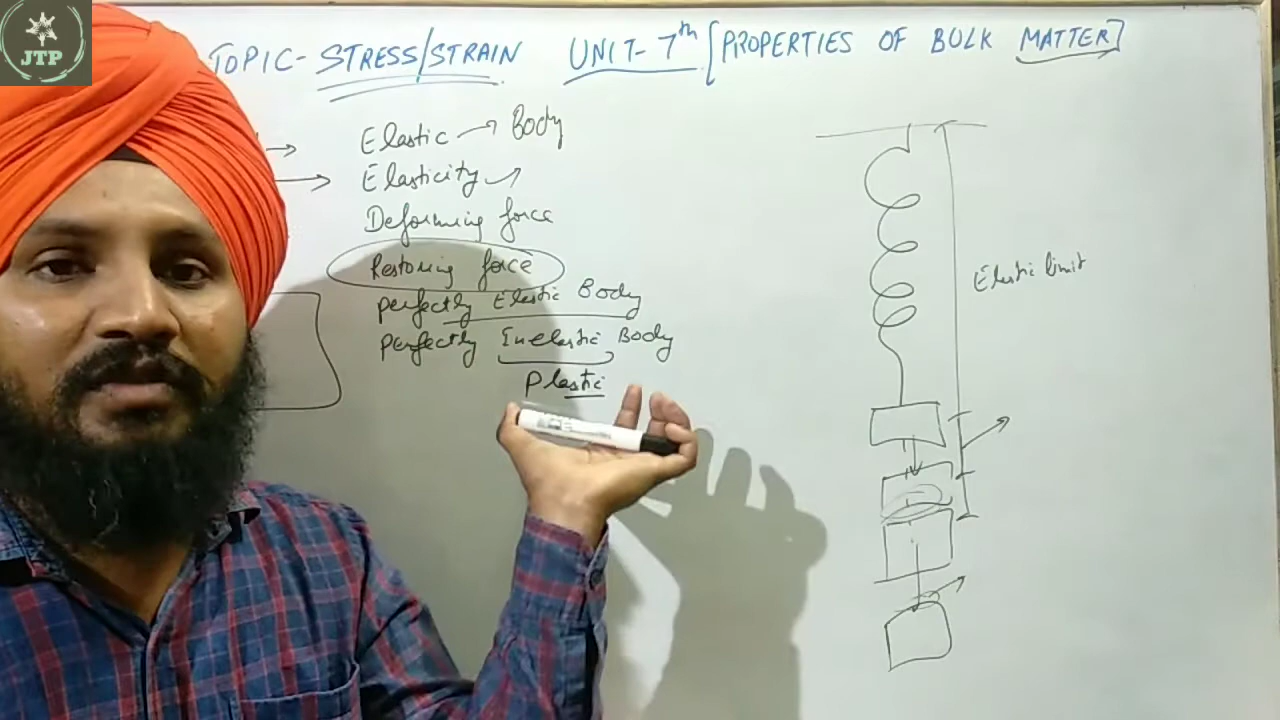 JTP
TOPIC- STRESS/STRAIN UNIT- 7th [PROPERTIES OF BULK MATTER]
Elastic → Body
Elasticity
Deforming force
Restoring force
perfectly Elastic Body
perfectly Inelastic Body
Plastic
Elastic limit